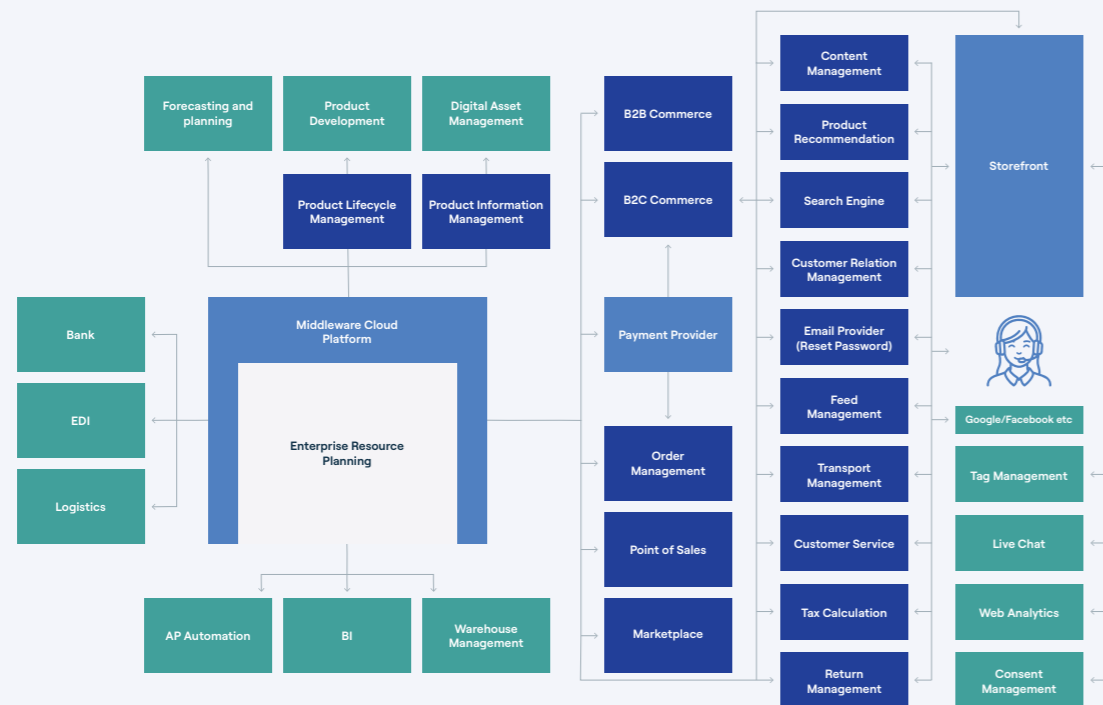 Forecasting and
planning
Product
Development
Digital Asset
Management
Product Lifecycle
Management
Product Information
Management
Bank
EDI
Logistics
Middleware Cloud
Platform
Enterprise Resource
Planning
AP Automation
BI
Warehouse
Management
B2B Commerce
B2C Commerce
Payment Provider
Order
Management
Point of Sales
Marketplace
Content
Management
Product
Recommendation
Search Engine
Customer Relation
Management
Email Provider
(Reset Password)
Feed
Management
Transport
Management
Customer Service
Tax Calculation
Return
Management
Storefront
Google/Facebook etc
Tag Management
Live Chat
Web Analytics
Consent
Management